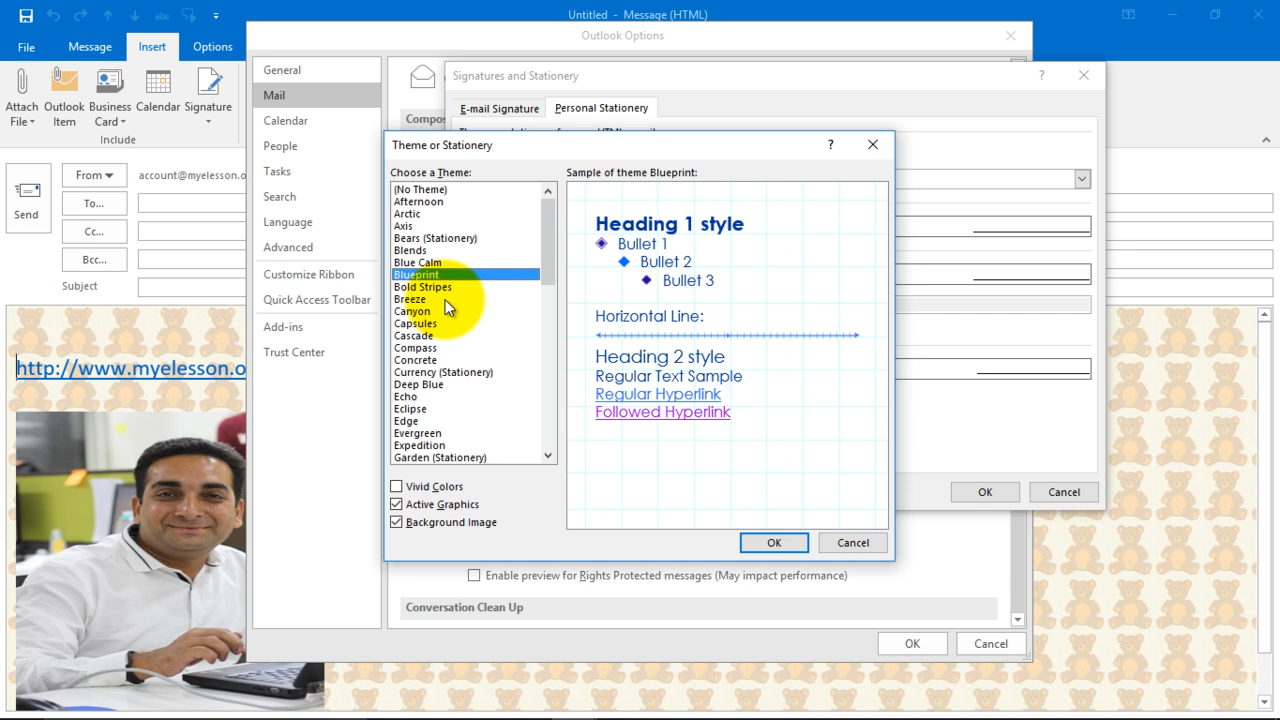 Untitled - Message (HTML)
File
Message
Insert
Options
Attach File
Outlook Item
Business Card
Calendar
Signature
Include
Send
From
account@myelesson.o
To...
Cc...
Bcc...
Subject
http://www.myelesson.o
Outlook Options
General
Mail
Calendar
People
Tasks
Search
Language
Advanced
Customize Ribbon
Quick Access Toolbar
Add-ins
Trust Center
Compos
Signatures and Stationery
?
E-mail Signature
Personal Stationery
OK
Cancel
Theme or Stationery
?
Choose a Theme:
(No Theme)
Afternoon
Arctic
Axis
Bears (Stationery)
Blends
Blue Calm
Blueprint
Bold Stripes
Breeze
Canyon
Capsules
Cascade
Compass
Concrete
Currency (Stationery)
Deep Blue
Echo
Eclipse
Edge
Evergreen
Expedition
Garden (Stationery)
Vivid Colors
Active Graphics
Background Image
Sample of theme Blueprint:
Heading 1 style
Bullet 1
Bullet 2
Bullet 3
Horizontal Line:
Heading 2 style
Regular Text Sample
Regular Hyperlink
Followed Hyperlink
OK
Cancel
Enable preview for Rights Protected messages (May impact performance)
Conversation Clean Up
OK
Cancel